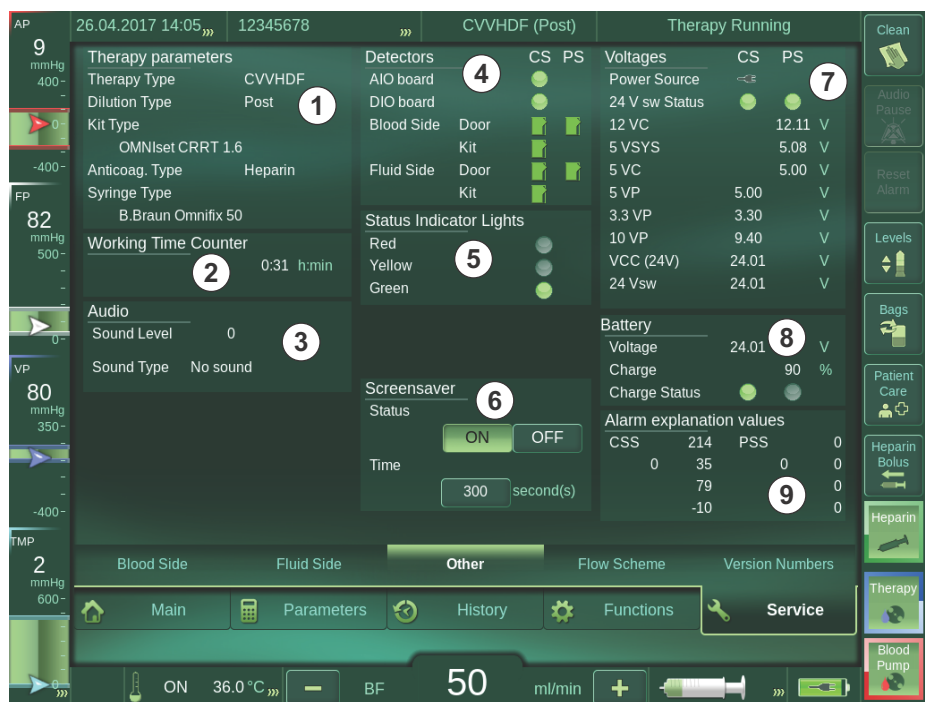 AP
9
mmHg
400-
0-
-400-
FP
82
mmHg
500-
0-
VP
80
mmHg
350-
-400-
TMP
2
mmHg
600-
0
26.04.2017 14:05 12345678 CVVHDF (Post) Therapy Running
Therapy parameters
Therapy Type CVVHDF
Dilution Type Post
1
Kit Type
OMNIset CRRT 1.6
Anticoag. Type Heparin
Syringe Type
B.Braun Omnifix 50
Working Time Counter
2
0:31 h:min
Audio
Sound Level 0
3
Sound Type No sound
Detectors CS PS
4
AIO board
DIO board
Blood Side Door
Kit
Fluid Side Door
Kit
Status Indicator Lights
Red
Yellow
5
Green
Screensaver
6
Status
ON OFF
Time
300 second(s)
Voltages CS PS
7
Power Source
24 V sw Status
12 VC 12.11 V
5 VSYS 5.08 V
5 VC 5.00 V
5 VP 5.00 V
3.3 VP 3.30 V
10 VP 9.40 V
VCC (24V) 24.01 V
24 Vsw 24.01 V
Battery
8
Voltage 24.01 V
Charge 90 %
Charge Status
Alarm explanation values
CSS 214 PSS 0
0 35 0 0
79 0
9
-10 0
Blood Side Fluid Side Other Flow Scheme Version Numbers
Main Parameters History Functions Service
ON 36.0 °C BF 50 ml/min
Clean
Audio
Pause
Reset
Alarm
Levels
Bags
Patient
Care
Heparin
Bolus
Heparin
Therapy
Blood
Pump